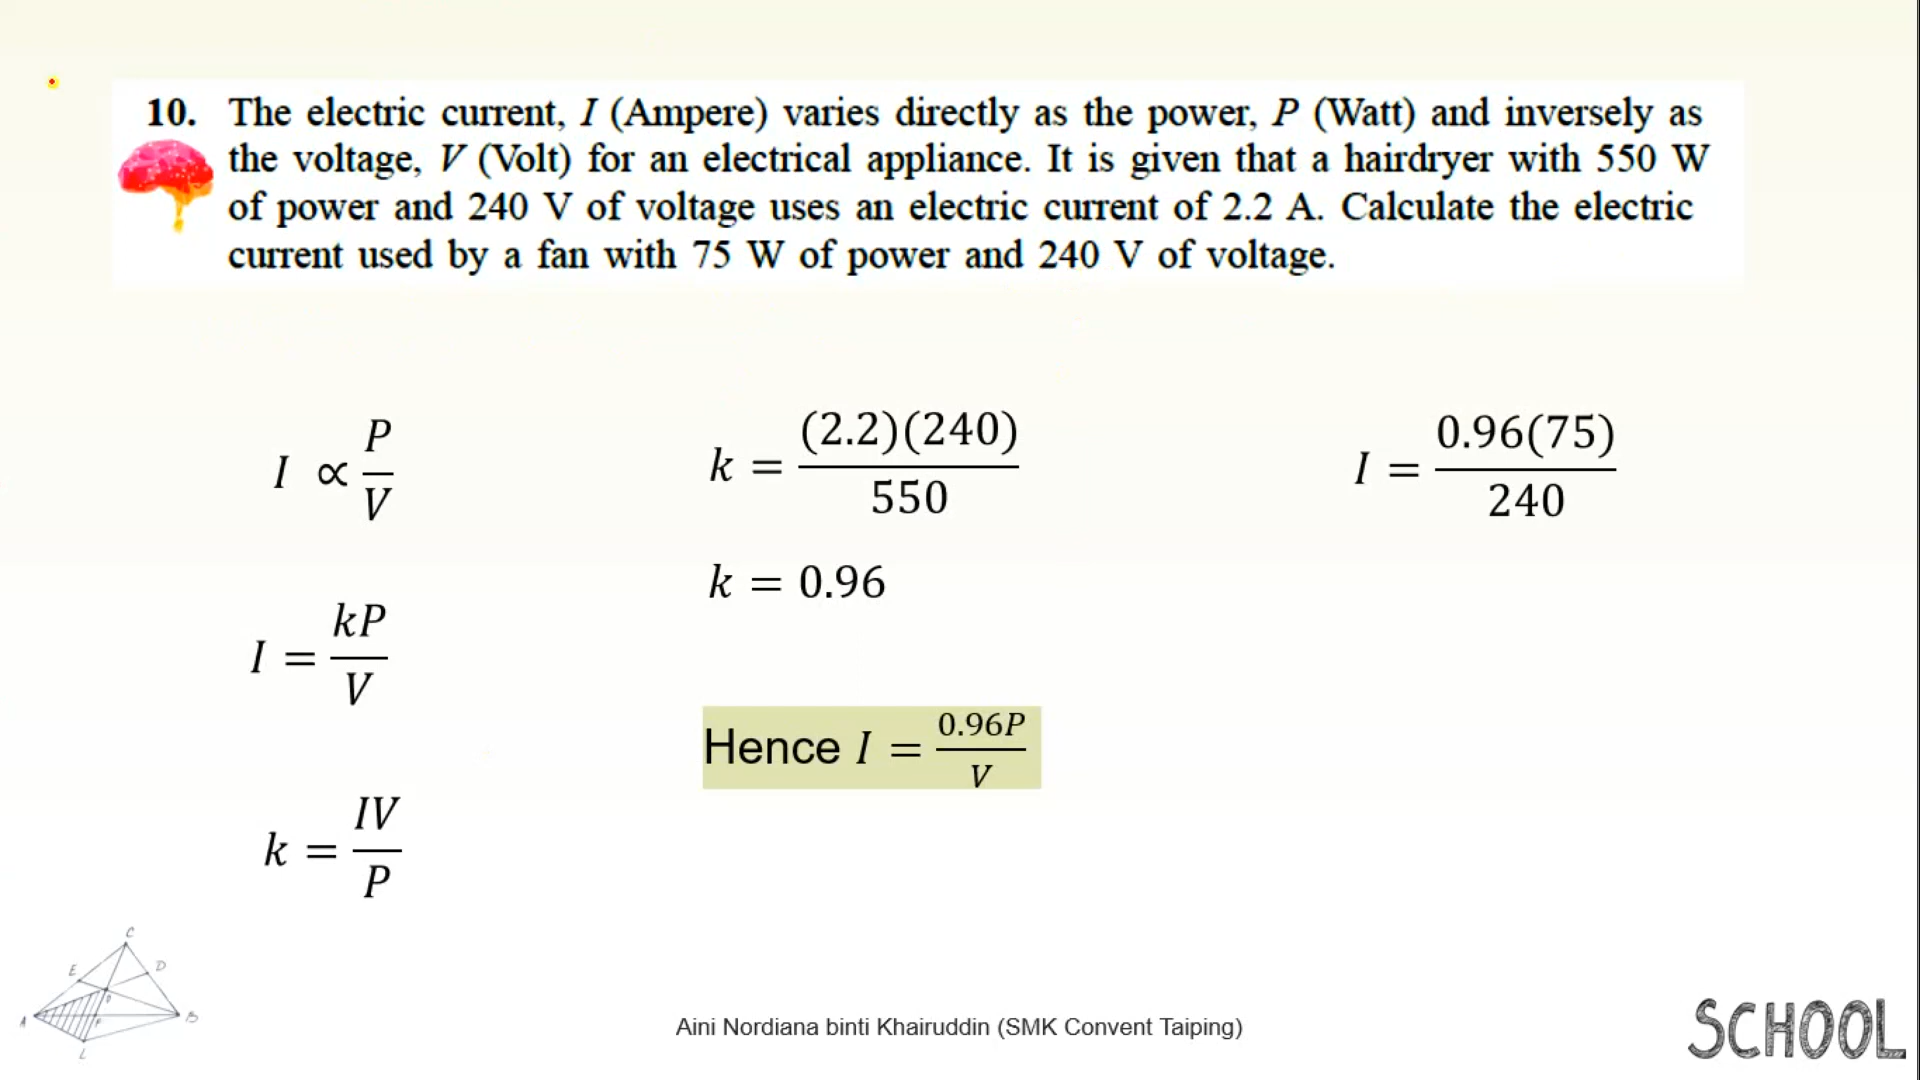 10. The electric current, I (Ampere) varies directly as the power, P (Watt) and inversely as
the voltage, V (Volt) for an electrical appliance. It is given that a hairdryer with 550 W
of power and 240 V of voltage uses an electric current of 2.2 A. Calculate the electric
current used by a fan with 75 W of power and 240 V of voltage.
I ∝ P/V
I = kP/V
k = IV/P
k = (2.2)(240)/550
k = 0.96
Hence I = 0.96P/V
I = 0.96(75)/240
C
E
D
A
B
L
Aini Nordiana binti Khairuddin (SMK Convent Taiping)
SCHOOL